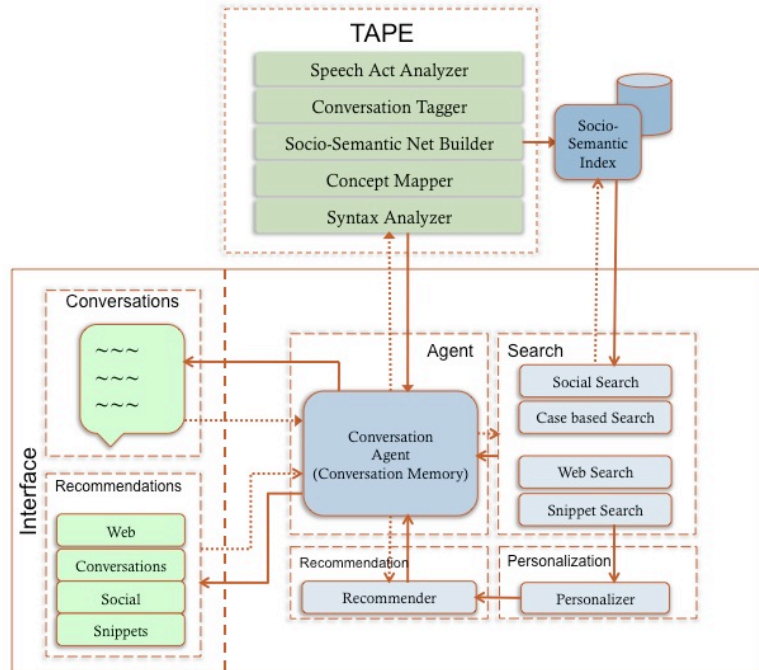 TAPE
Speech Act Analyzer
Conversation Tagger
Socio-Semantic Net Builder
Concept Mapper
Syntax Analyzer
Socio-
Semantic
Index
Interface
Conversations
~~~
~~~
~~~
Recommendations
Web
Conversations
Social
Snippets
Agent
Conversation
Agent
(Conversation Memory)
Search
Social Search
Case based Search
Web Search
Snippet Search
Recommendation
Recommender
Personalization
Personalizer